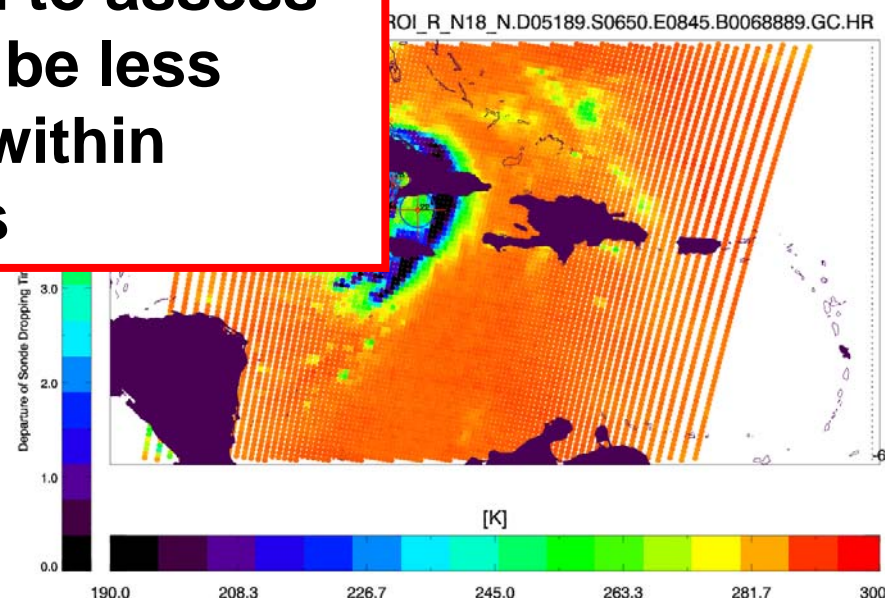 to assess
be less
within
s
ROI_R_N18_N.D05189.S0650.E0845.B0068889.GC.HR
3.0
2.0
1.0
0.0
Departure of Sonde Dropping
-6
[K]
190.0 208.3 226.7 245.0 263.3 281.7 300